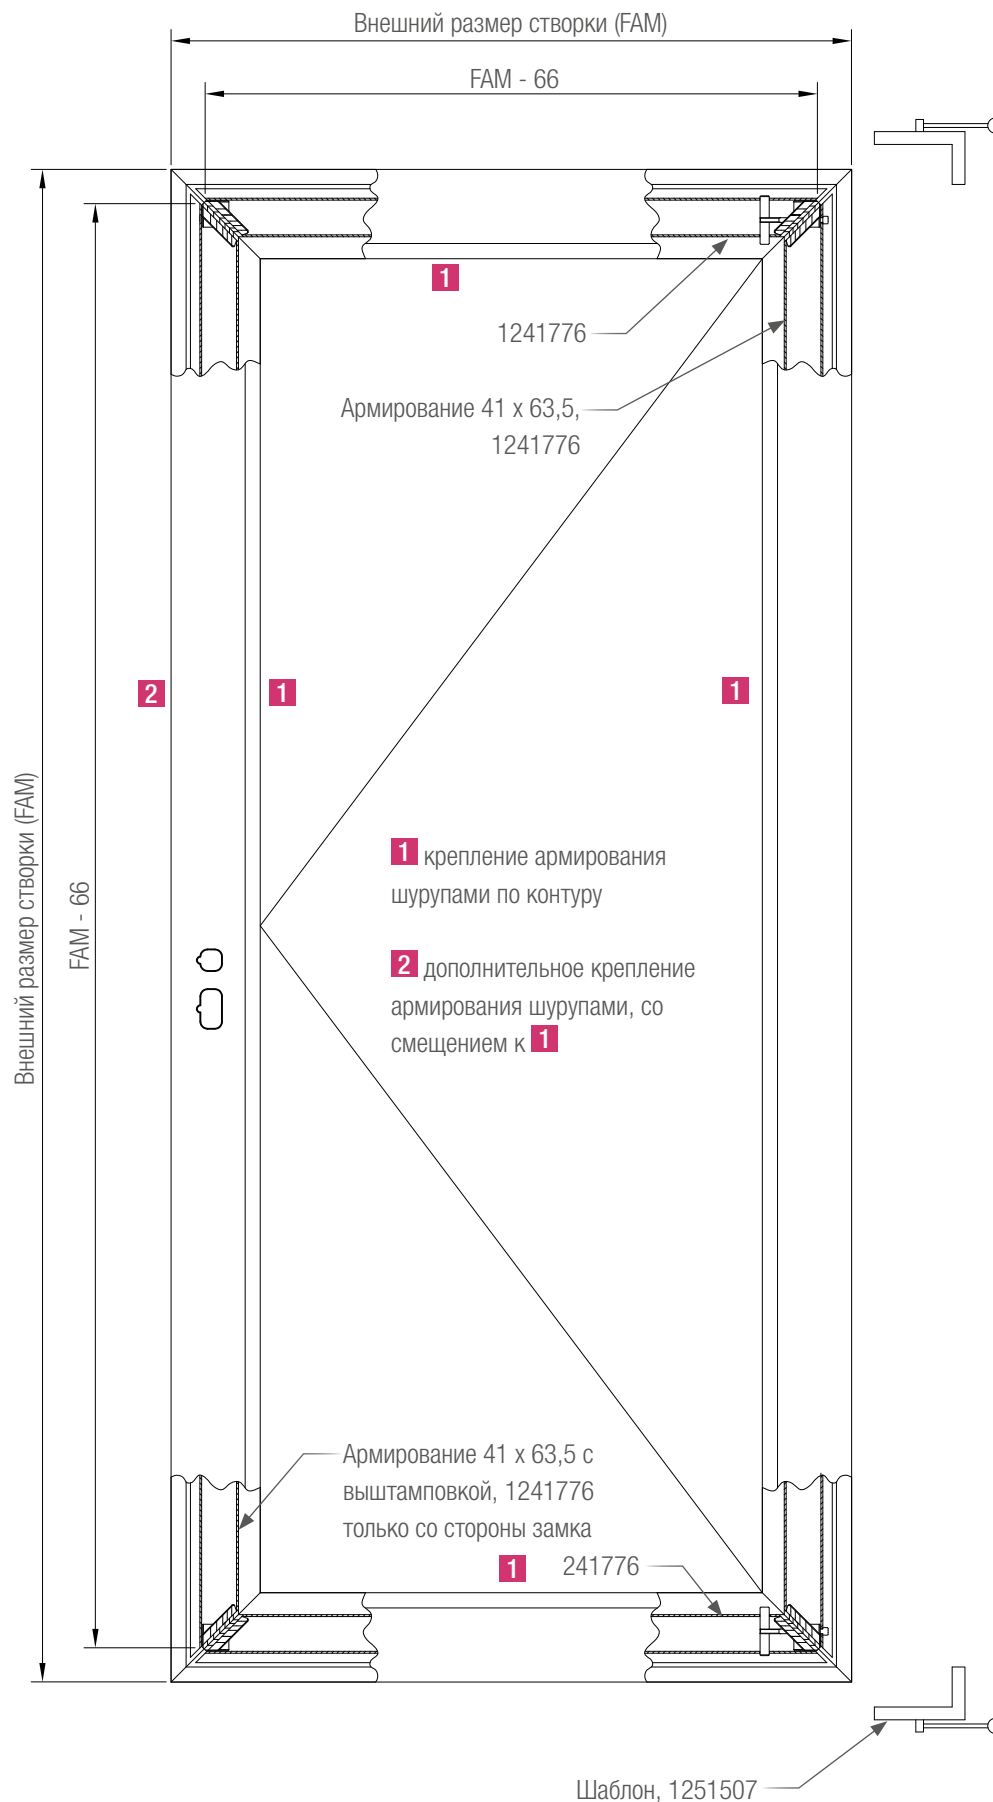 Внешний размер створки (FAM)
FAM - 66
1
1241776
Армирование 41 x 63,5,
1241776
2
1
1
Внешний размер створки (FAM)
FAM - 66
1 крепление армирования
шурупами по контуру
2 дополнительное крепление
армирования шурупами, со
смещением к 1
Армирование 41 x 63,5 с
выштамповкой, 1241776
только со стороны замка
1
241776
Шаблон, 1251507